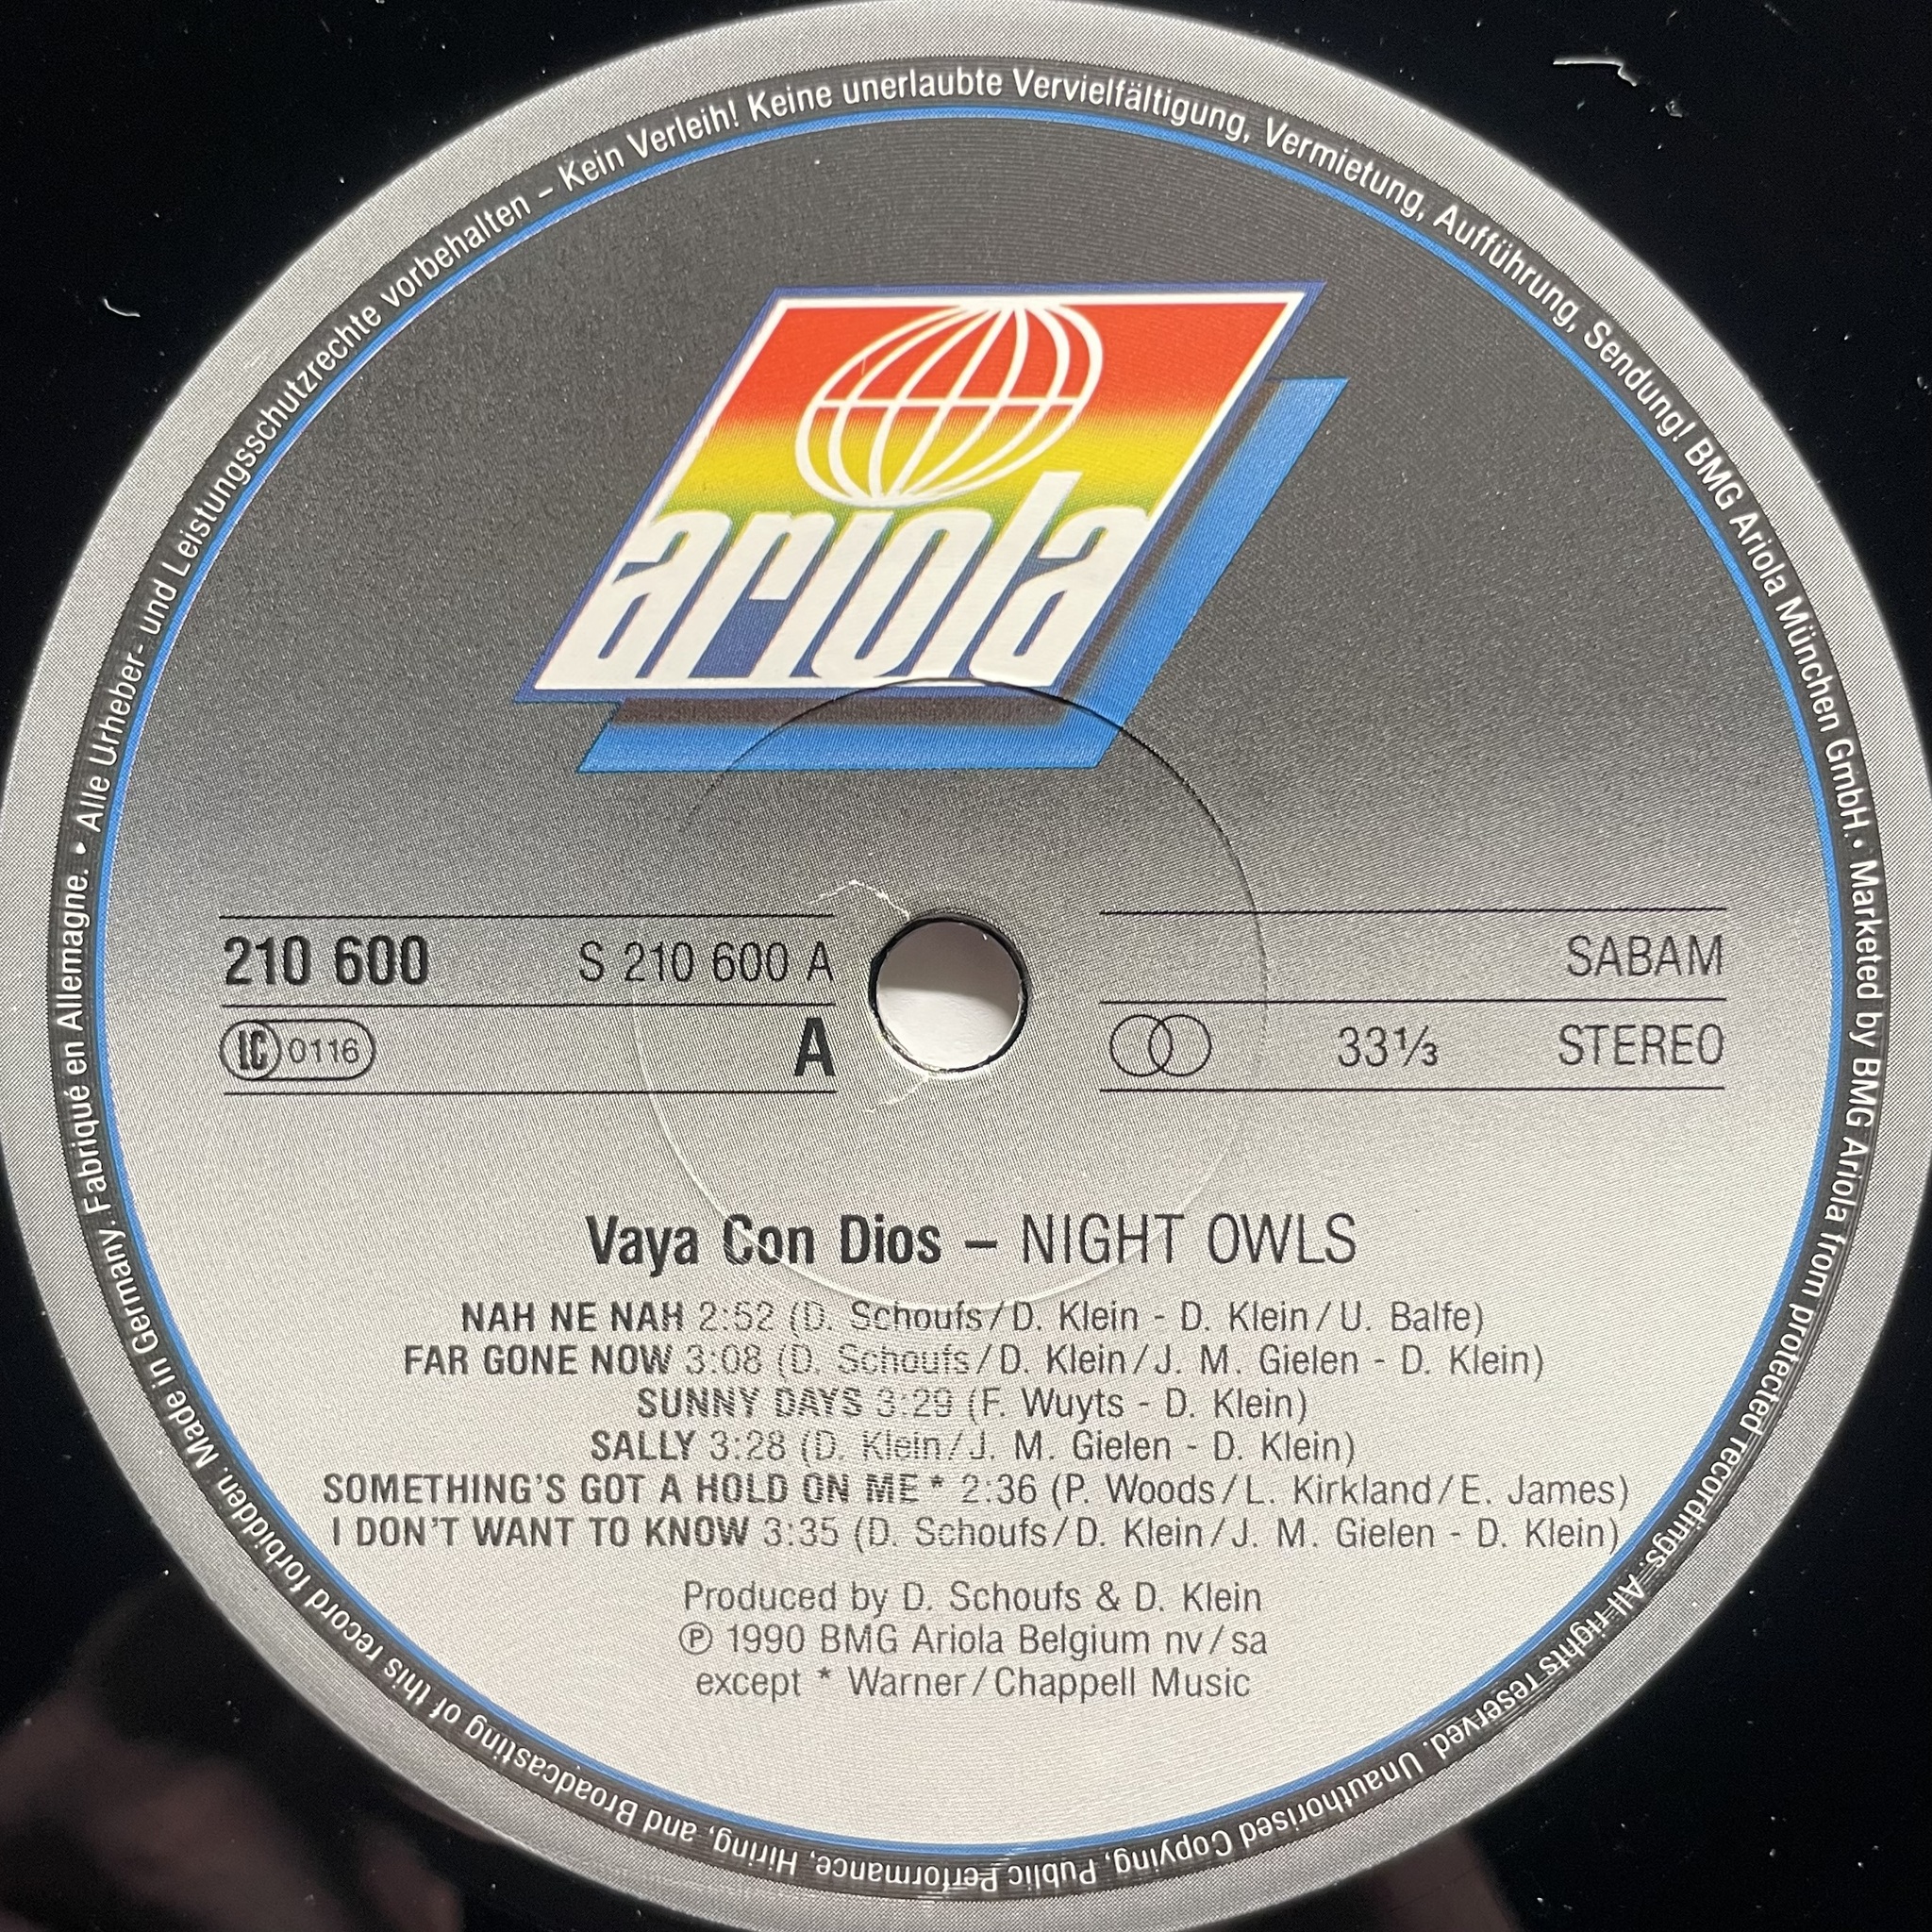 • Alle Urheber- und Leistungsschutzrechte vorbehalten – Kein Verleih! Keine unerlaubte Vervielfältigung, Vermietung, Aufführung, Sendung! BMG Ariola München GmbH. • Marketed by BMG Ariola from protected recordings. All rights reserved. Unauthorised Copying, Public Performance, Hiring, and Broadcasting of this record forbidden. Made in Germany. Fabriqué en Allemagne.
ariola
210 600 S 210 600 A SABAM
LC 0116 A 33⅓ STEREO
Vaya Con Dios – NIGHT OWLS
NAH NE NAH 2:52 (D. Schoufs/D. Klein - D. Klein/U. Balfe)
FAR GONE NOW 3:08 (D. Schoufs/D. Klein/J. M. Gielen - D. Klein)
SUNNY DAYS 3:29 (F. Wuyts - D. Klein)
SALLY 3:28 (D. Klein/J. M. Gielen - D. Klein)
SOMETHING'S GOT A HOLD ON ME* 2:36 (P. Woods/L. Kirkland/E. James)
I DON'T WANT TO KNOW 3:35 (D. Schoufs/D. Klein/J. M. Gielen - D. Klein)
Produced by D. Schoufs & D. Klein
℗ 1990 BMG Ariola Belgium nv/sa
except * Warner/Chappell Music